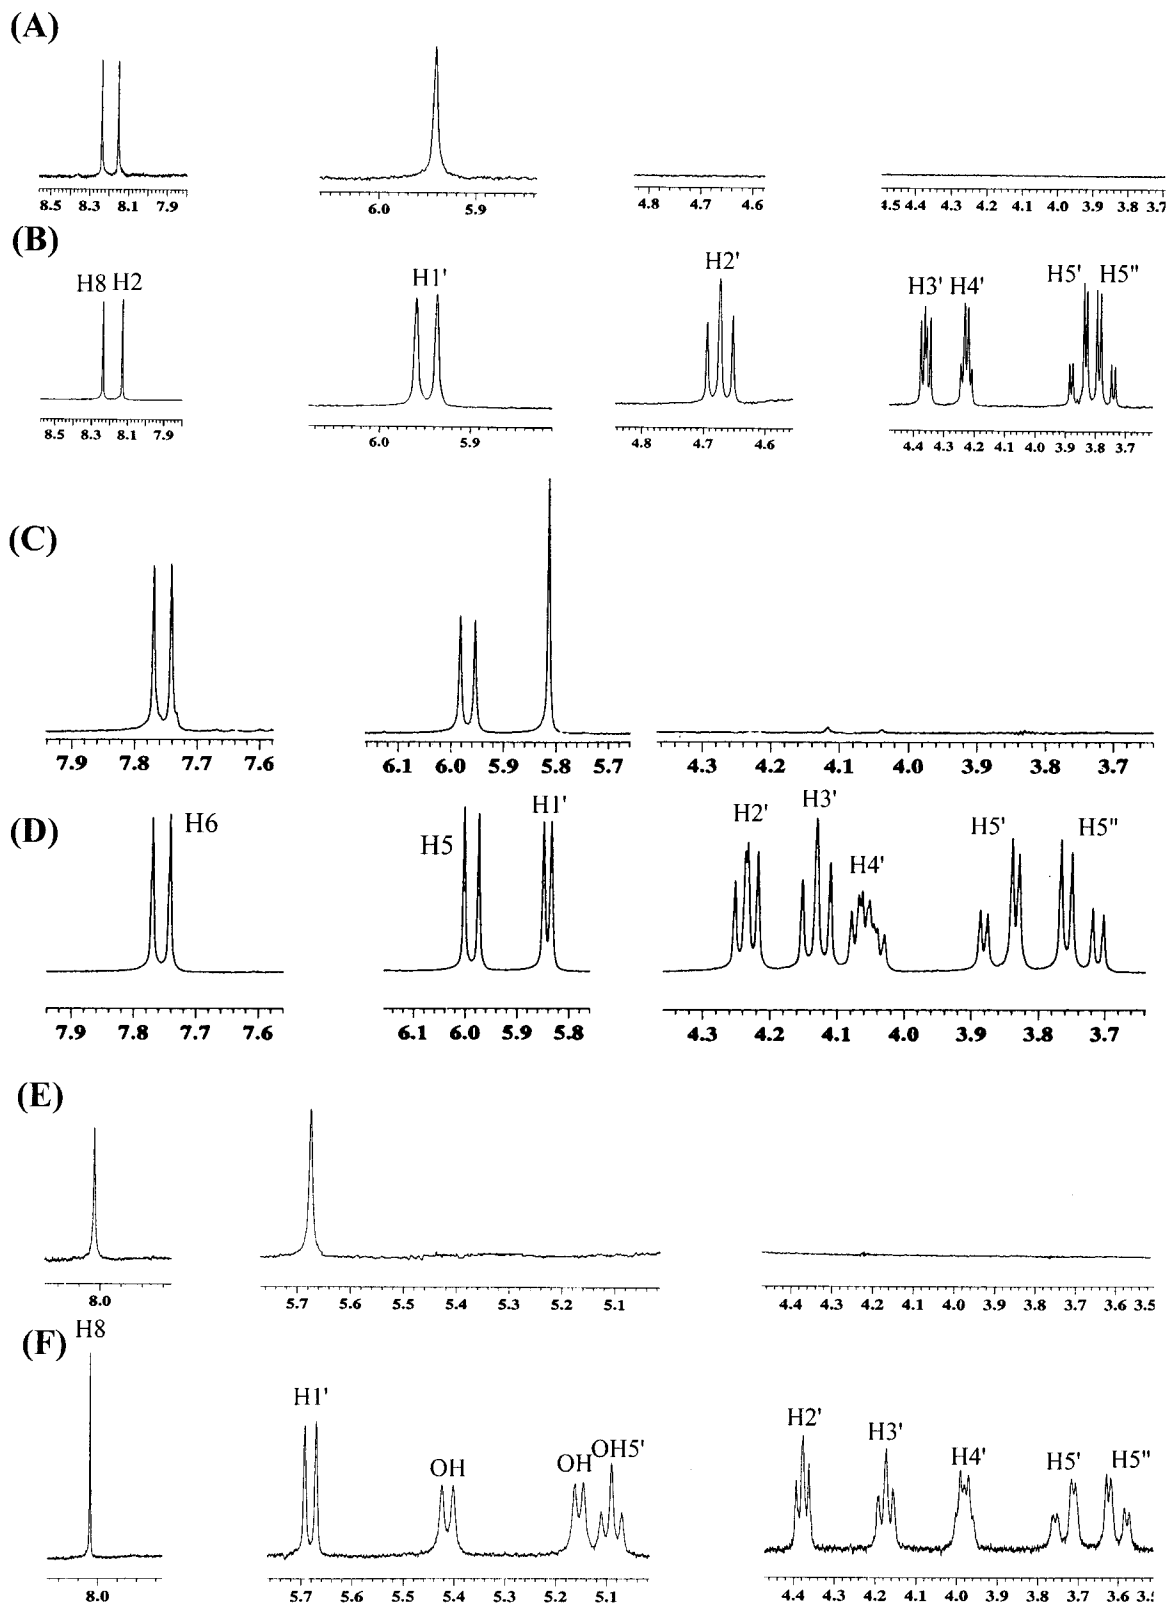 (A)
8.5 8.3 8.1 7.9 6.0 5.9 4.8 4.7 4.6 4.5 4.4 4.3 4.2 4.1 4.0 3.9 3.8 3.7
(B)
H8 H2 H1' H2' H3' H4' H5' H5"
8.5 8.3 8.1 7.9 6.0 5.9 4.8 4.7 4.6 4.4 4.3 4.2 4.1 4.0 3.9 3.8 3.7
(C)
7.9 7.8 7.7 7.6 6.1 6.0 5.9 5.8 5.7 4.3 4.2 4.1 4.0 3.9 3.8 3.7
(D)
H6 H5 H1' H2' H3' H4' H5' H5"
7.9 7.8 7.7 7.6 6.1 6.0 5.9 5.8 4.3 4.2 4.1 4.0 3.9 3.8 3.7
(E)
8.0 5.7 5.6 5.5 5.4 5.3 5.2 5.1 4.4 4.3 4.2 4.1 4.0 3.9 3.8 3.7 3.6 3.5
(F)
H8 H1' OH OH OH5' H2' H3' H4' H5' H5"
8.0 5.7 5.6 5.5 5.4 5.3 5.2 5.1 4.4 4.3 4.2 4.1 4.0 3.9 3.8 3.7 3.6